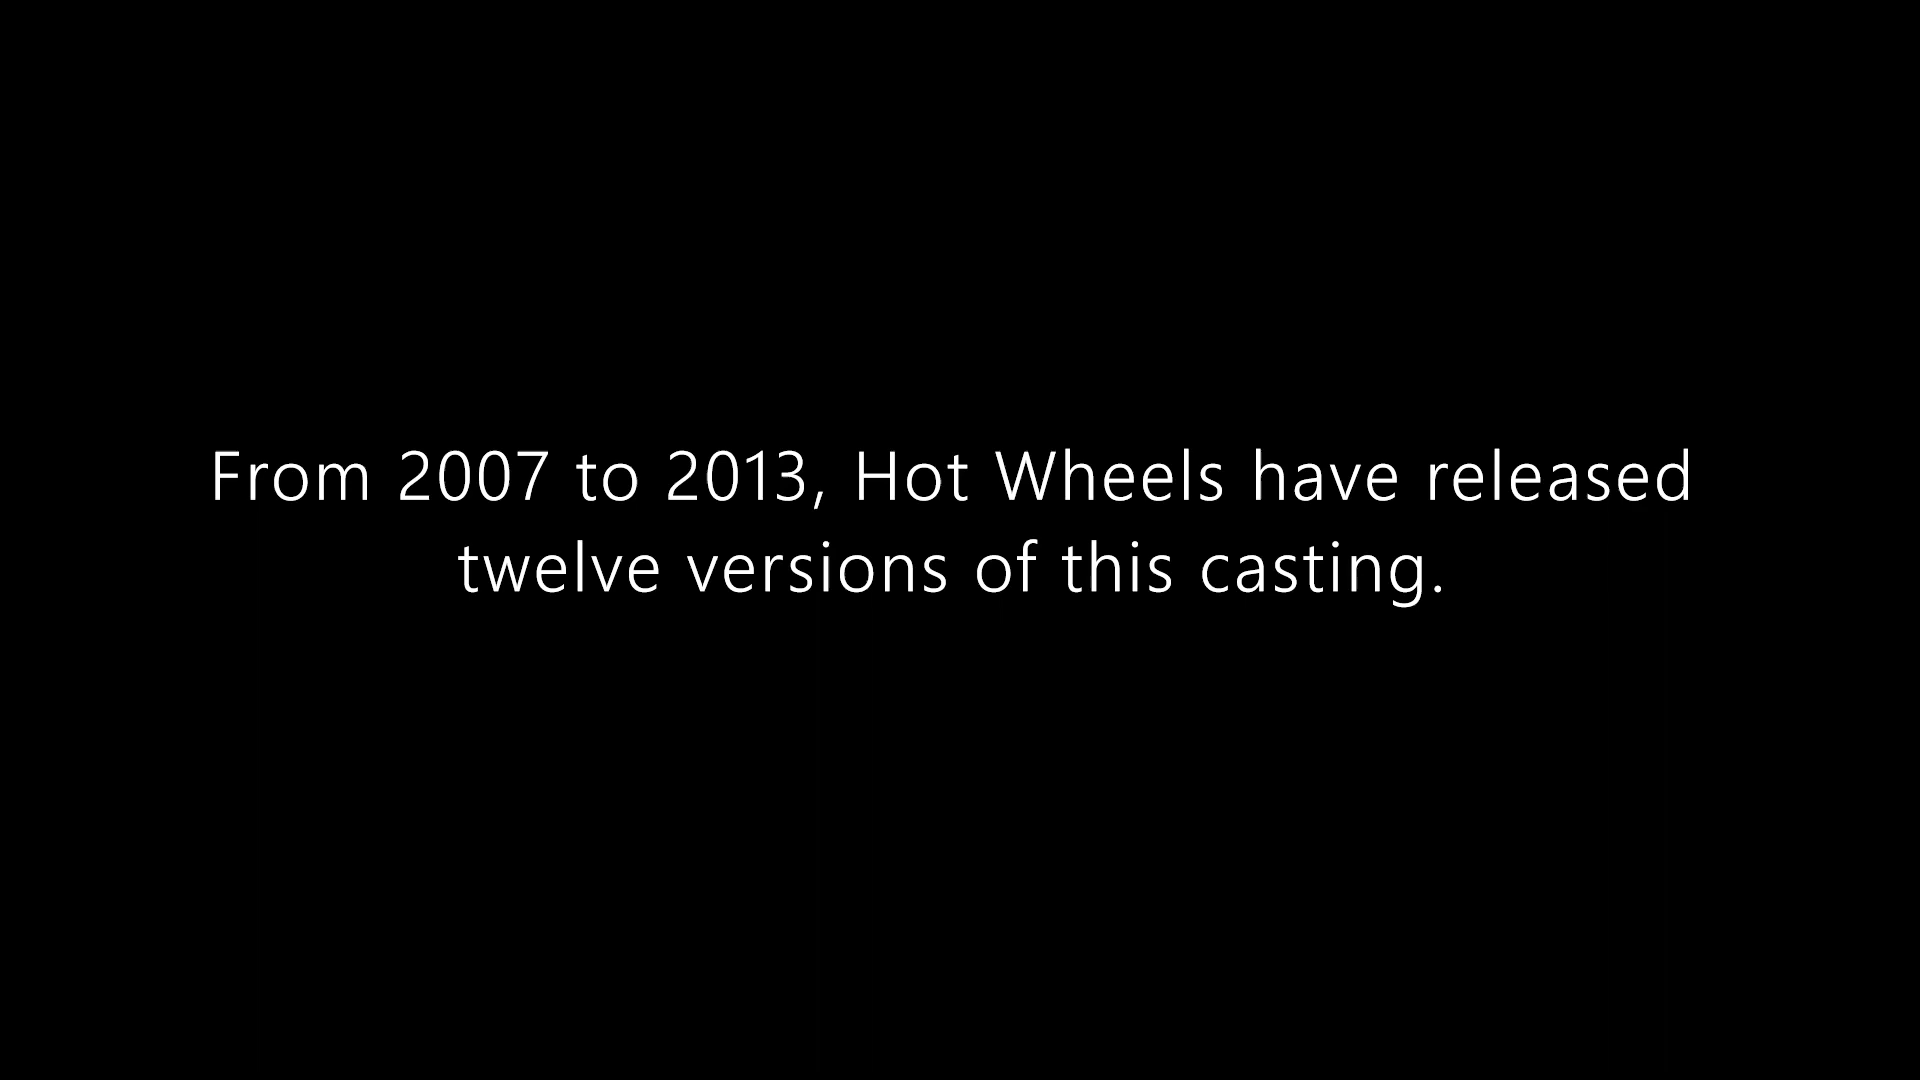 From 2007 to 2013, Hot Wheels have released
twelve versions of this casting.